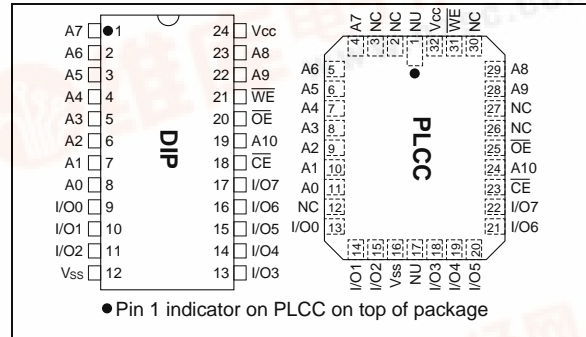 A7 1 24 Vcc
A6 2 23 A8
A5 3 22 A9
A4 4 21 WE
A3 5 20 OE
A2 6 19 A10
A1 7 18 CE
A0 8 17 I/O7
I/O0 9 16 I/O6
I/O1 10 15 I/O5
I/O2 11 14 I/O4
VSS 12 13 I/O3
DIP
A7 NC NC NU Vcc WE NC
4 3 2 1 32 31 30
A6 5 29 A8
A5 6 28 A9
A4 7 27 NC
A3 8 26 NC
A2 9 25 OE
A1 10 24 A10
A0 11 23 CE
NC 12 22 I/O7
I/O0 13 21 I/O6
PLCC
14 15 16 17 18 19 20
I/O1 I/O2 Vss NU I/O3 I/O4 I/O5
● Pin 1 indicator on PLCC on top of package